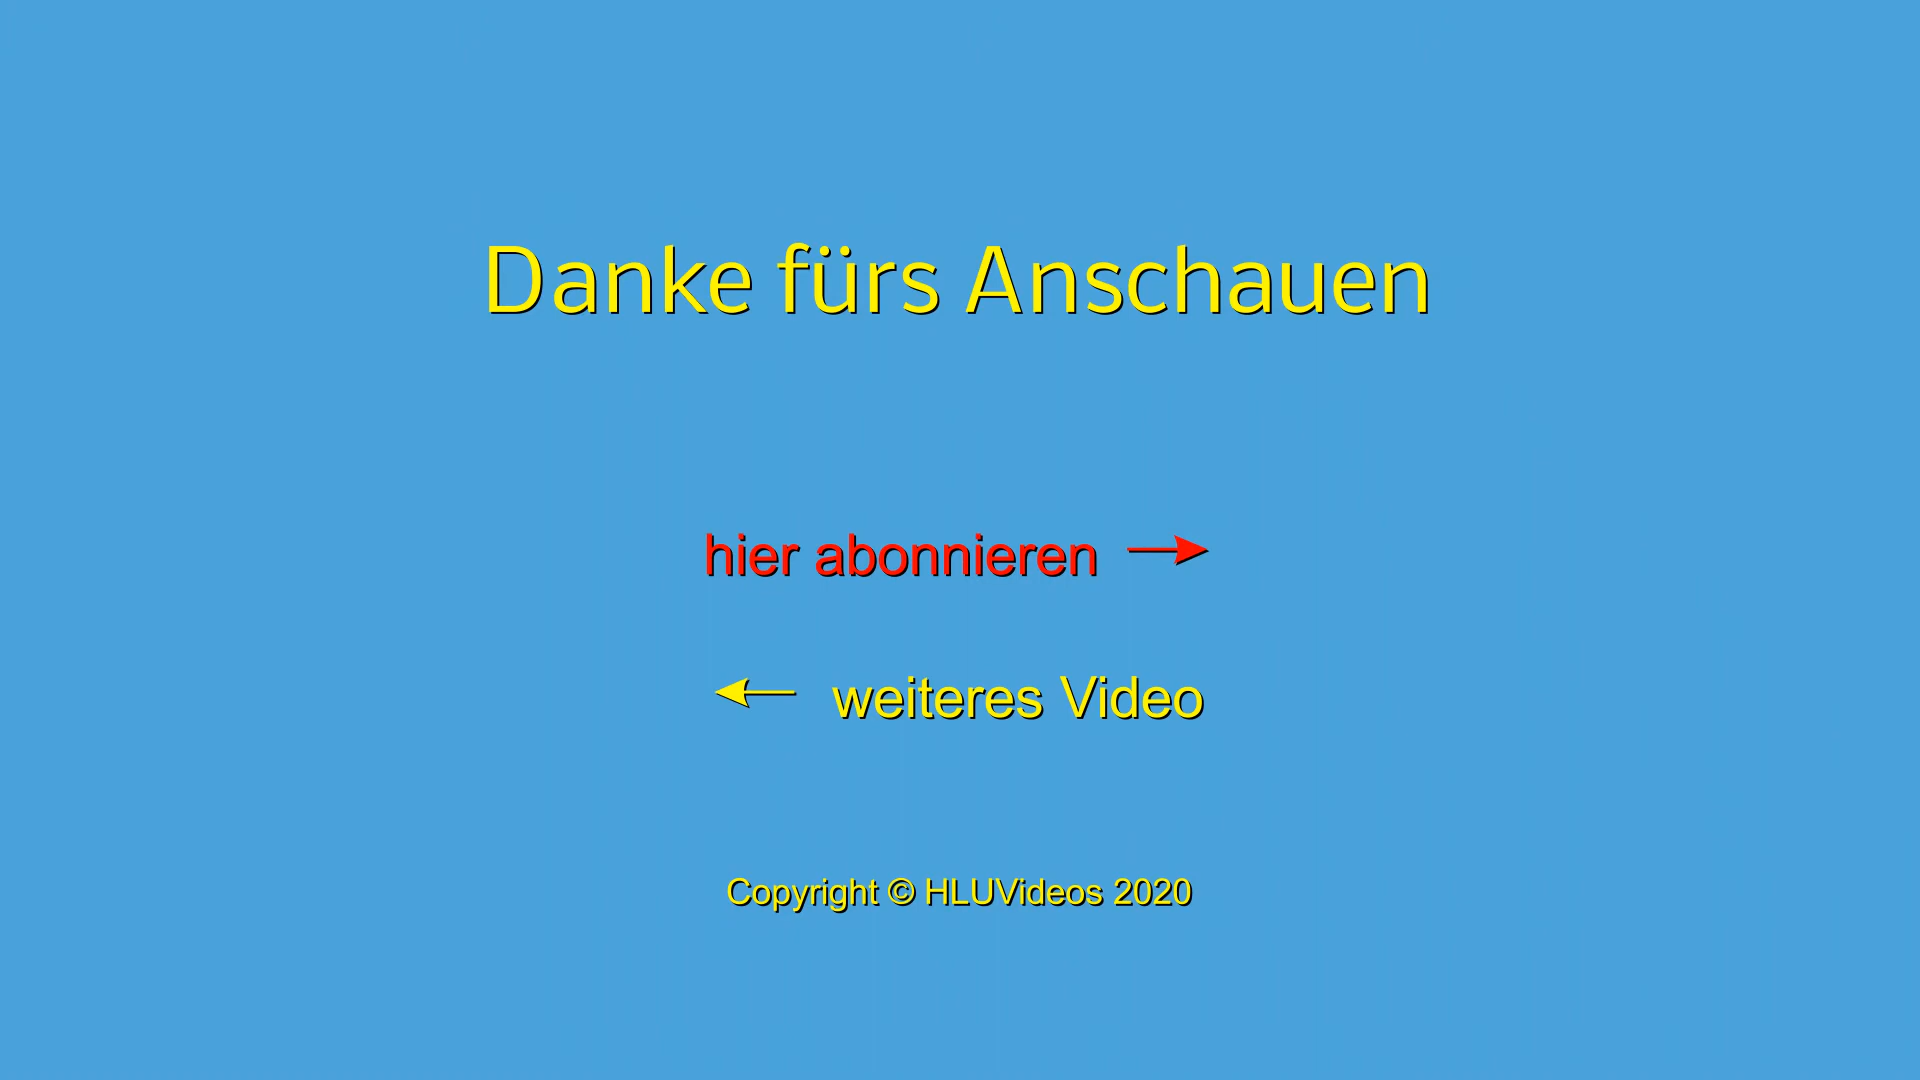 Danke fürs Anschauen
hier abonnieren →
← weiteres Video
Copyright © HLUVideos 2020